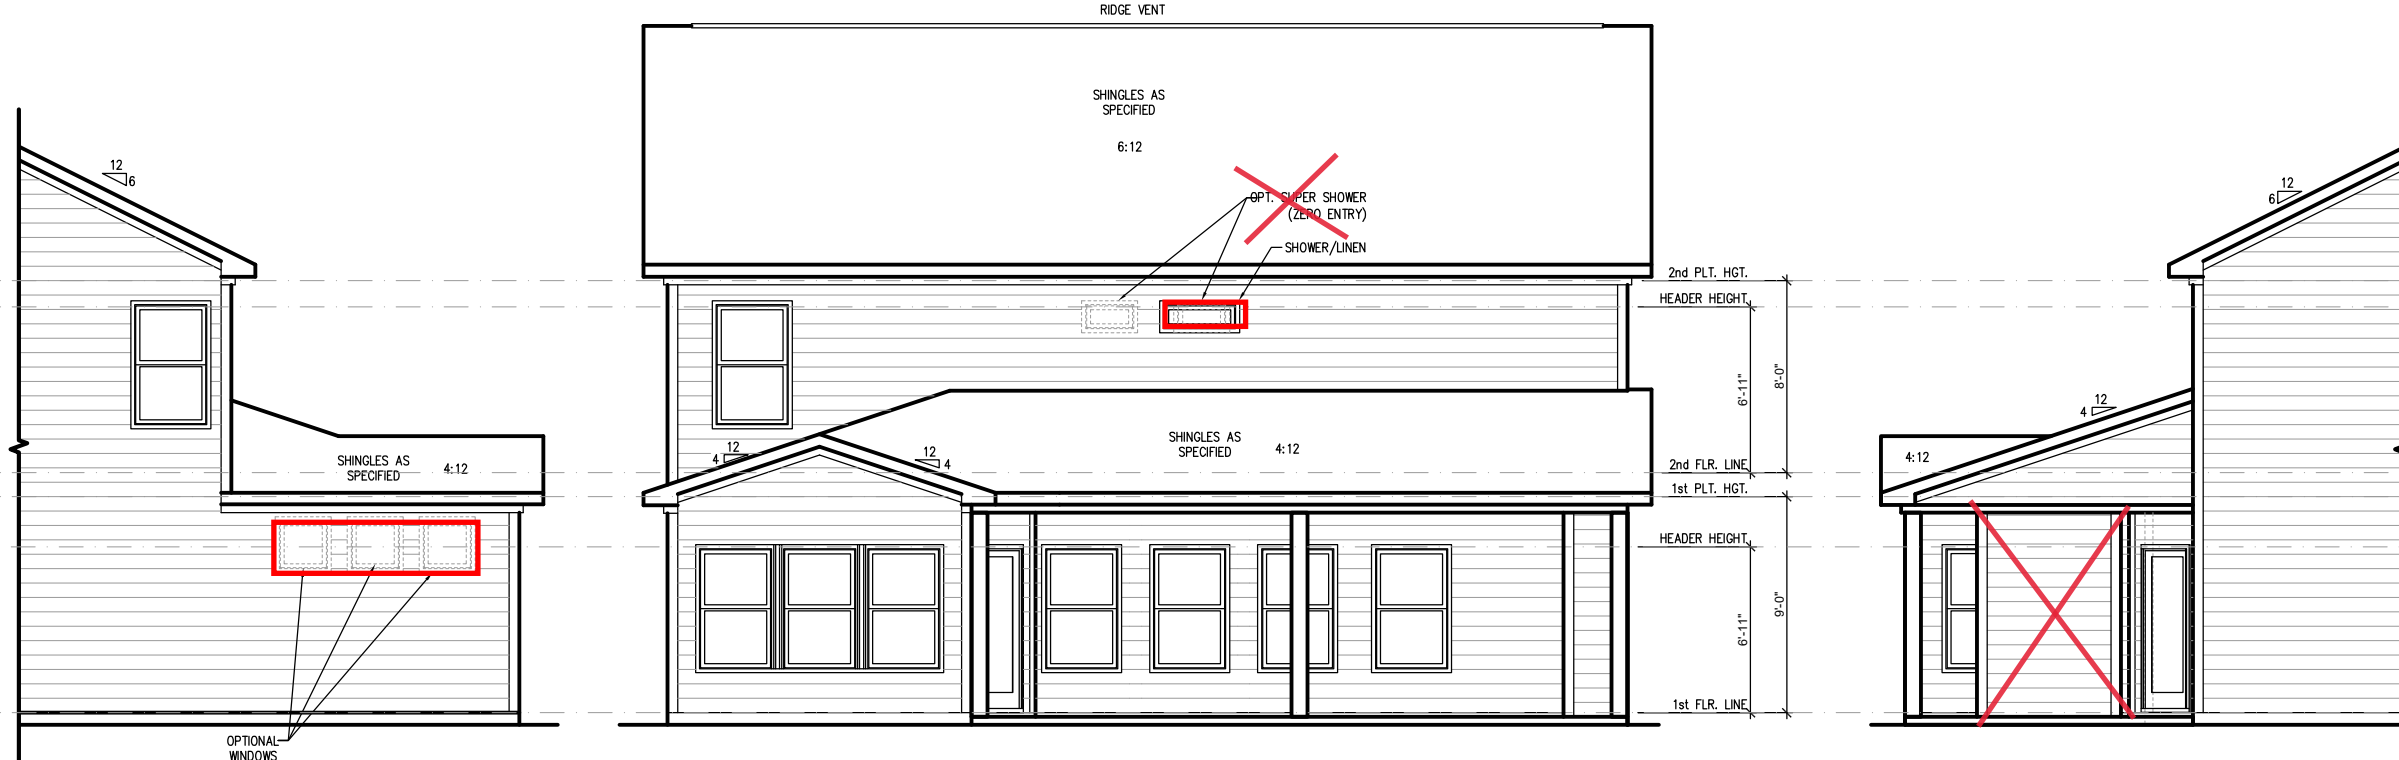 RIDGE VENT
SHINGLES AS
SPECIFIED
6:12
12
6
OPT. SUPER SHOWER
(ZERO ENTRY)
SHOWER/LINEN
12
6
2nd PLT. HGT.
HEADER HEIGHT
6'-11"
8'-0"
12
4
SHINGLES AS
SPECIFIED
4:12
12
4
12
4
SHINGLES AS
SPECIFIED
4:12
2nd FLR. LINE
1st PLT. HGT.
4:12
HEADER HEIGHT
6'-11"
9'-0"
1st FLR. LINE
OPTIONAL
WINDOWS